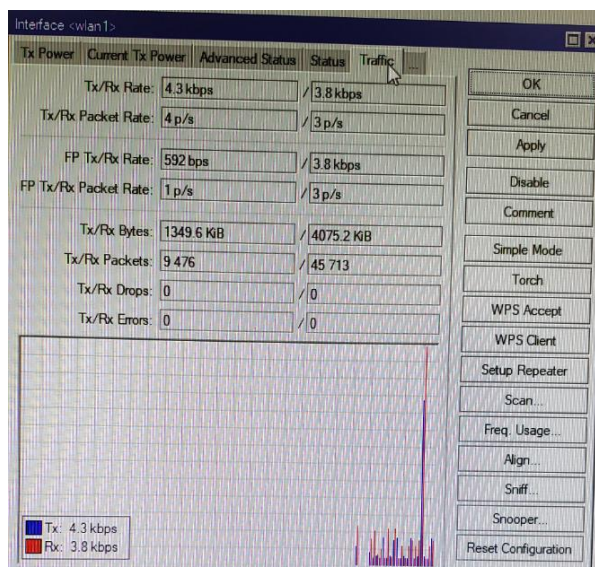 Interface <wlan1>
Tx Power Current Tx Power Advanced Status Status Traffic ...
Tx/Rx Rate: 4.3 kbps / 3.8 kbps
Tx/Rx Packet Rate: 4 p/s / 3 p/s
FP Tx/Rx Rate: 592 bps / 3.8 kbps
FP Tx/Rx Packet Rate: 1 p/s / 3 p/s
Tx/Rx Bytes: 1349.6 KiB / 4075.2 KiB
Tx/Rx Packets: 9 476 / 45 713
Tx/Rx Drops: 0 / 0
Tx/Rx Errors: 0 / 0
Tx: 4.3 kbps
Rx: 3.8 kbps
OK
Cancel
Apply
Disable
Comment
Simple Mode
Torch
WPS Accept
WPS Client
Setup Repeater
Scan...
Freq. Usage...
Align...
Sniff...
Snooper...
Reset Configuration